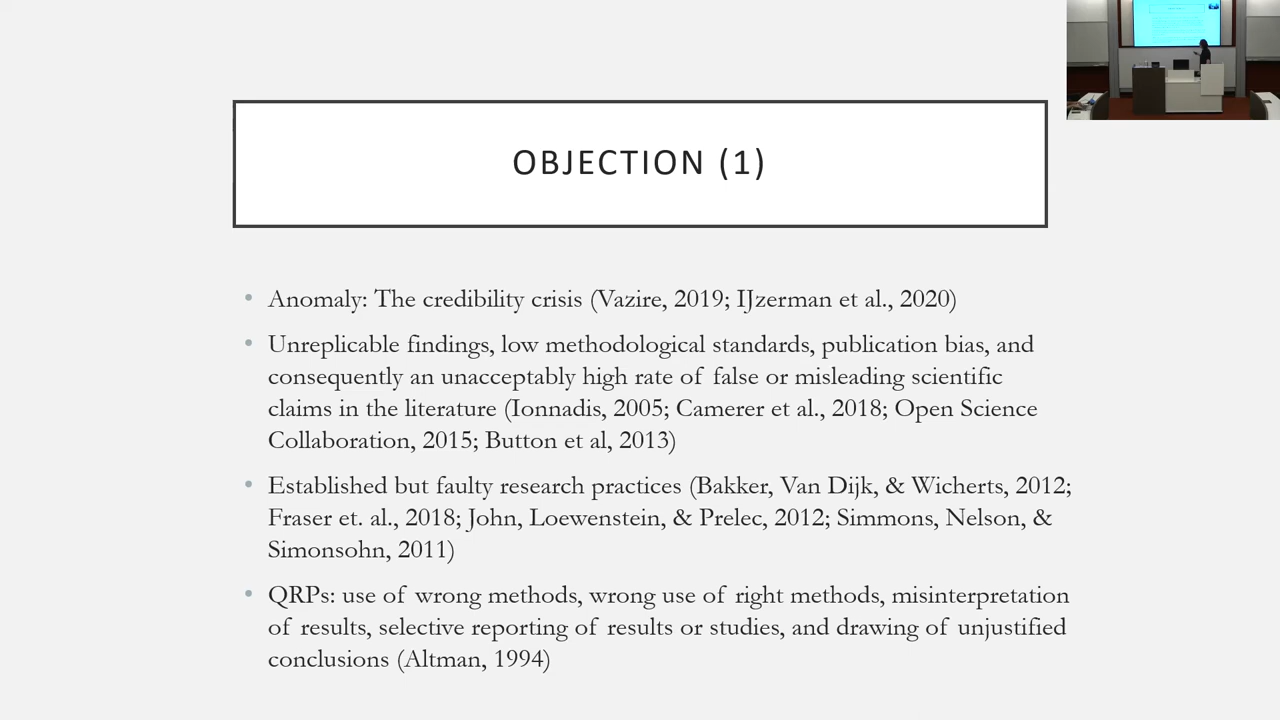 OBJECTION (1)
• Anomaly: The credibility crisis (Vazire, 2019; IJzerman et al., 2020)
• Unreplicable findings, low methodological standards, publication bias, and
consequently an unacceptably high rate of false or misleading scientific
claims in the literature (Ionnadis, 2005; Camerer et al., 2018; Open Science
Collaboration, 2015; Button et al, 2013)
• Established but faulty research practices (Bakker, Van Dijk, & Wicherts, 2012;
Fraser et. al., 2018; John, Loewenstein, & Prelec, 2012; Simmons, Nelson, &
Simonsohn, 2011)
• QRPs: use of wrong methods, wrong use of right methods, misinterpretation
of results, selective reporting of results or studies, and drawing of unjustified
conclusions (Altman, 1994)